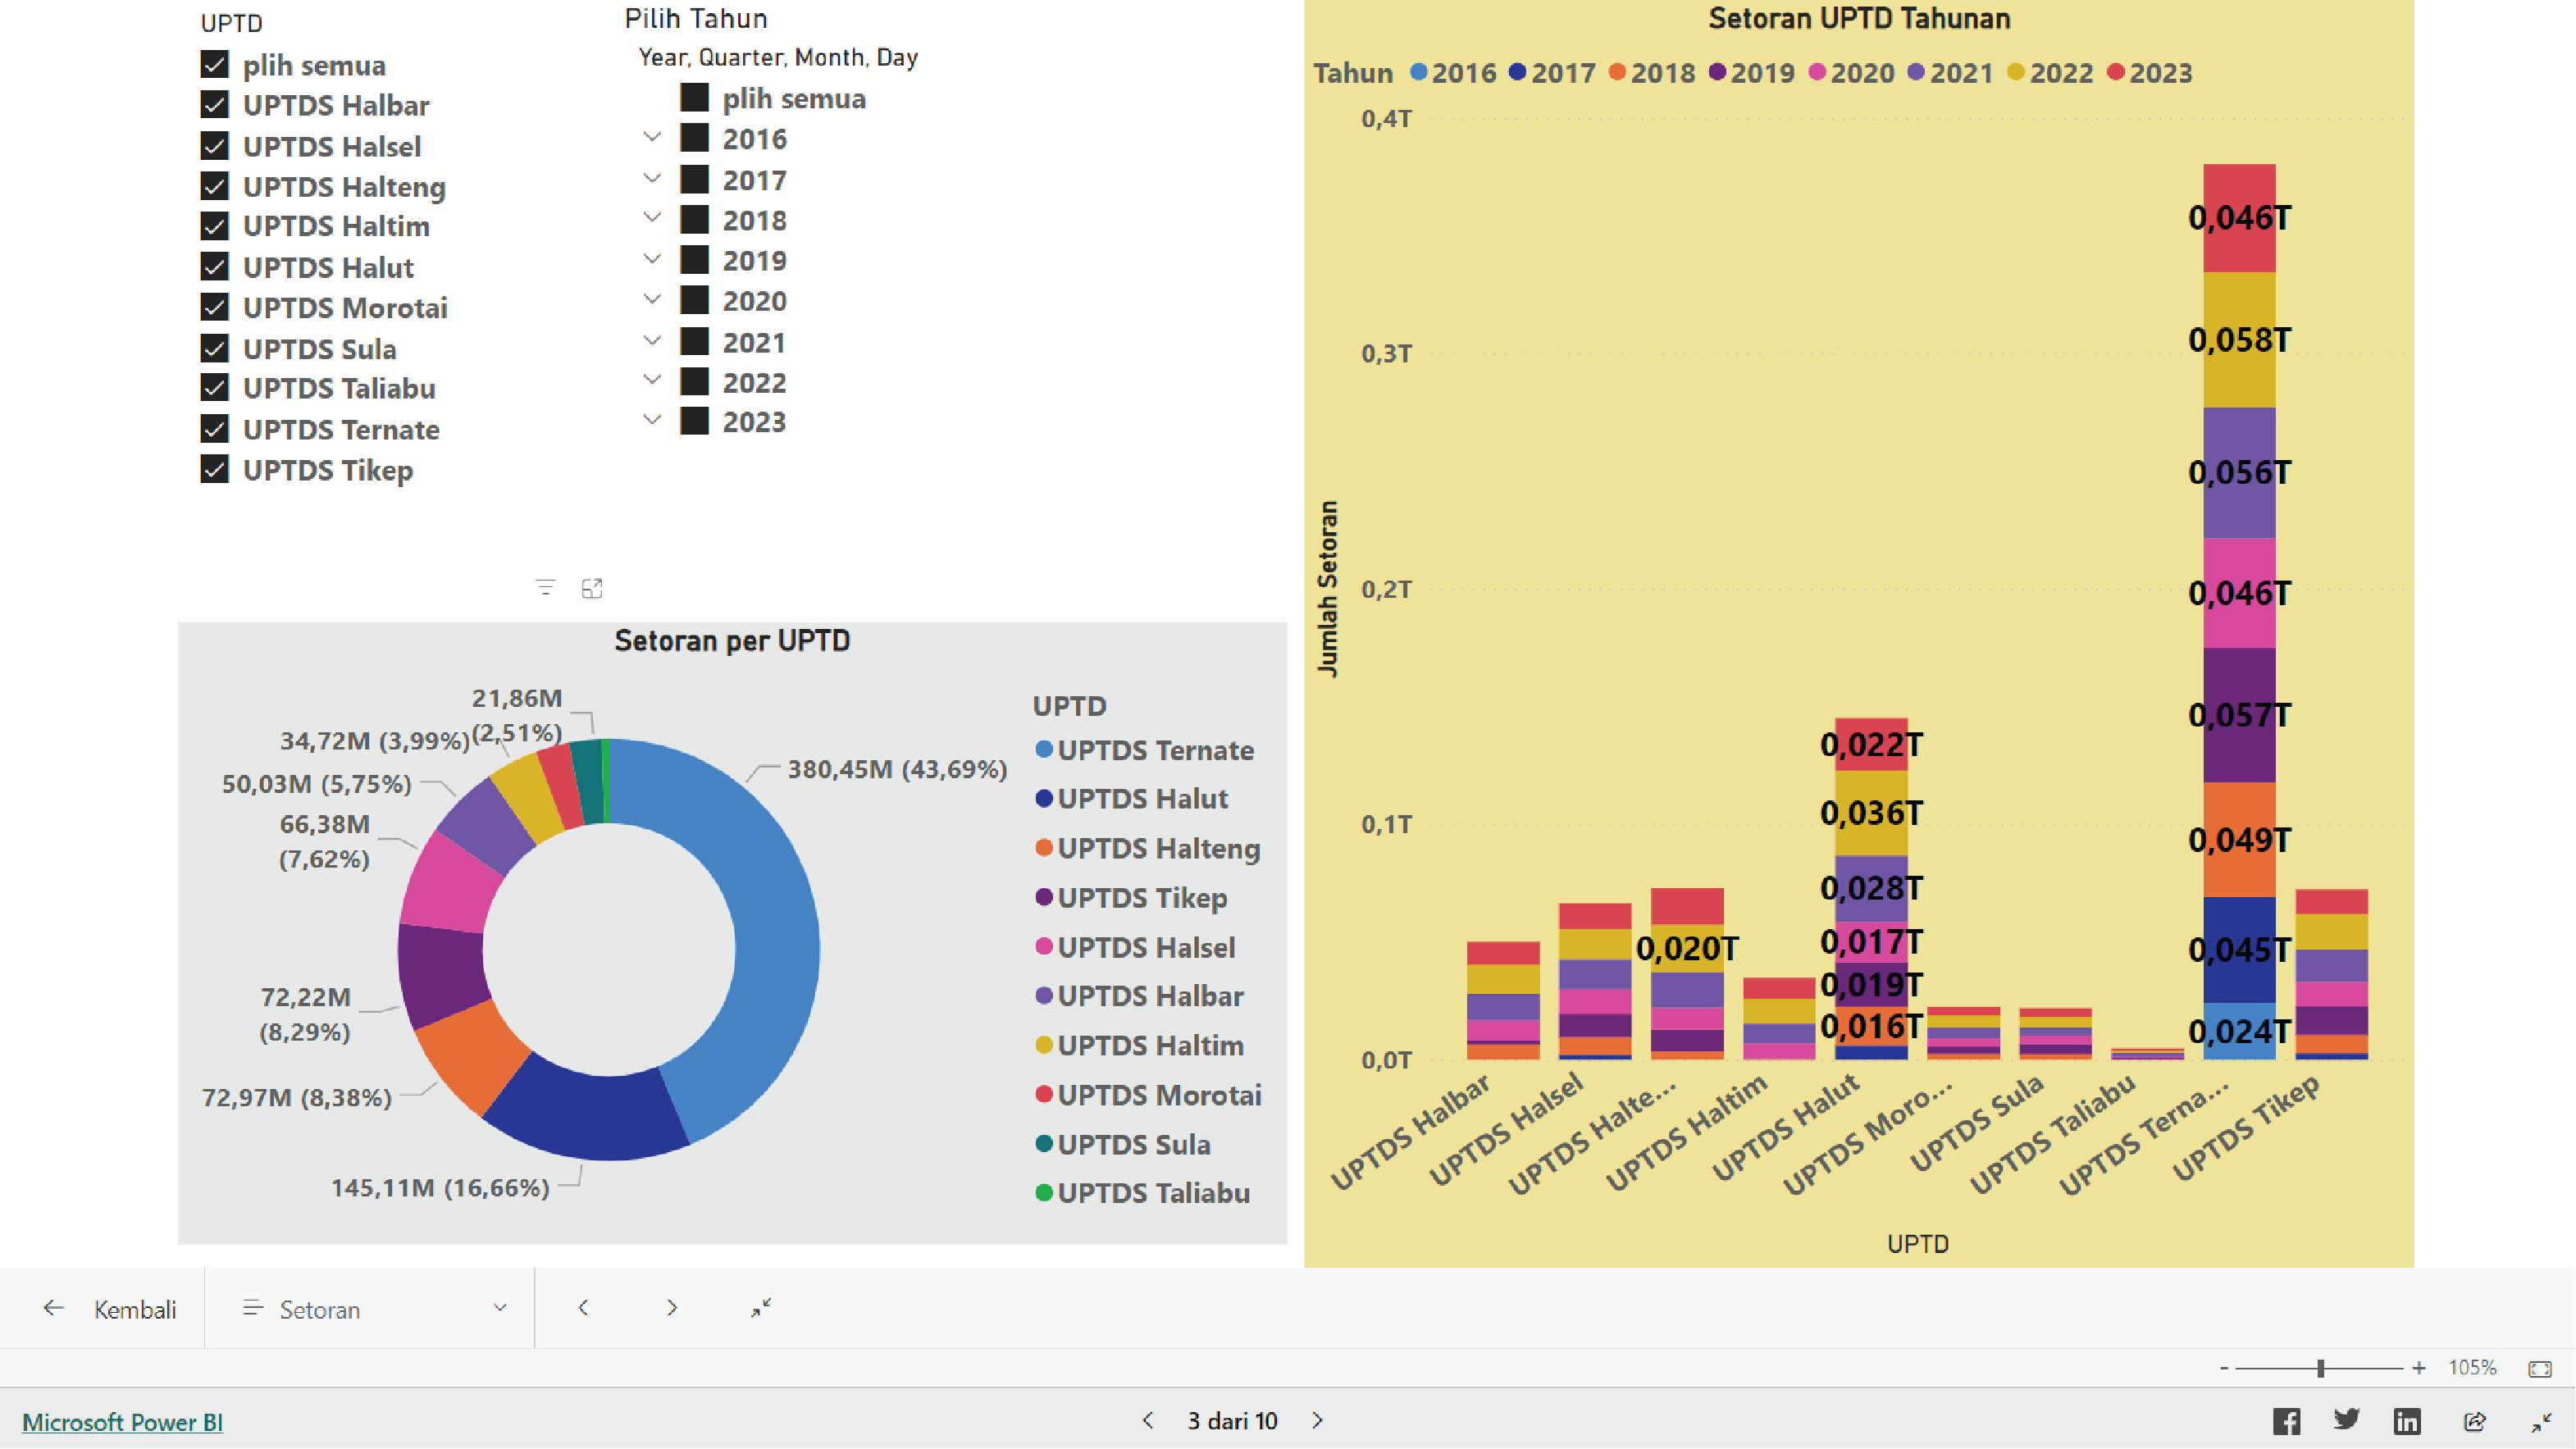 UPTD
plih semua
UPTDS Halbar
UPTDS Halsel
UPTDS Halteng
UPTDS Haltim
UPTDS Halut
UPTDS Morotai
UPTDS Sula
UPTDS Taliabu
UPTDS Ternate
UPTDS Tikep
Pilih Tahun
Year, Quarter, Month, Day
plih semua
2016
2017
2018
2019
2020
2021
2022
2023
Setoran per UPTD
21,86M
(2,51%)
34,72M (3,99%)
50,03M (5,75%)
66,38M
(7,62%)
72,22M
(8,29%)
72,97M (8,38%)
145,11M (16,66%)
380,45M (43,69%)
UPTD
UPTDS Ternate
UPTDS Halut
UPTDS Halteng
UPTDS Tikep
UPTDS Halsel
UPTDS Halbar
UPTDS Haltim
UPTDS Morotai
UPTDS Sula
UPTDS Taliabu
Setoran UPTD Tahunan
Tahun 2016 2017 2018 2019 2020 2021 2022 2023
Jumlah Setoran
0,4T
0,3T
0,2T
0,1T
0,0T
0,020T
0,022T
0,036T
0,028T
0,017T
0,019T
0,016T
0,046T
0,058T
0,056T
0,046T
0,057T
0,049T
0,045T
0,024T
UPTDS Halbar
UPTDS Halsel
UPTDS Halte...
UPTDS Haltim
UPTDS Halut
UPTDS Moro...
UPTDS Sula
UPTDS Taliabu
UPTDS Terna...
UPTDS Tikep
UPTD
Kembali
Setoran
- + 105%
Microsoft Power BI
3 dari 10